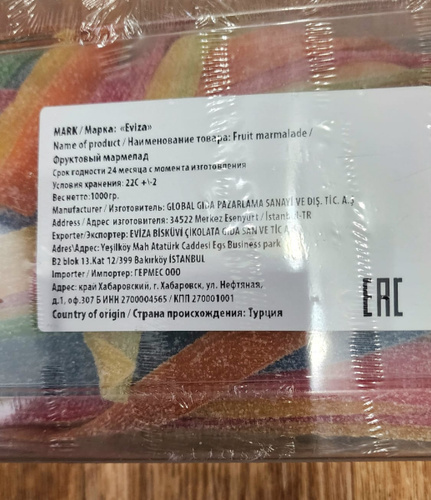 MARK / Марка: «Eviza»
Name of product / Наименование товара: Fruit marmalade /
Фруктовый мармелад
Срок годности 24 месяца с момента изготовления
Условия хранения: 22С +\-2
Вес нетто: 1000гр.
Manufacturer / Изготовитель: GLOBAL GIDA PAZARLAMA SANAYİ VE DIŞ. TİC. A.Ş
Address / Адрес изготовителя: 34522 Merkez Esenyurt / İstanbul-TR
Exporter/Экспортер: EVİZA BİSKÜVİ ÇİKOLATA GIDA SAN VE TİC A
Adres\Адрес: Yeşilköy Mah Atatürk Caddesi Egs Business park
B2 blok 13.Kat 12/399 Bakırköy İSTANBUL
Importer / Импортер: ГЕРМЕС ООО
Адрес: край Хабаровский, г. Хабаровск, ул. Нефтяная,
д.1, оф.307 Б ИНН 2700004565 / КПП 270001001
Country of origin / Страна происхождения: Турция
EAC